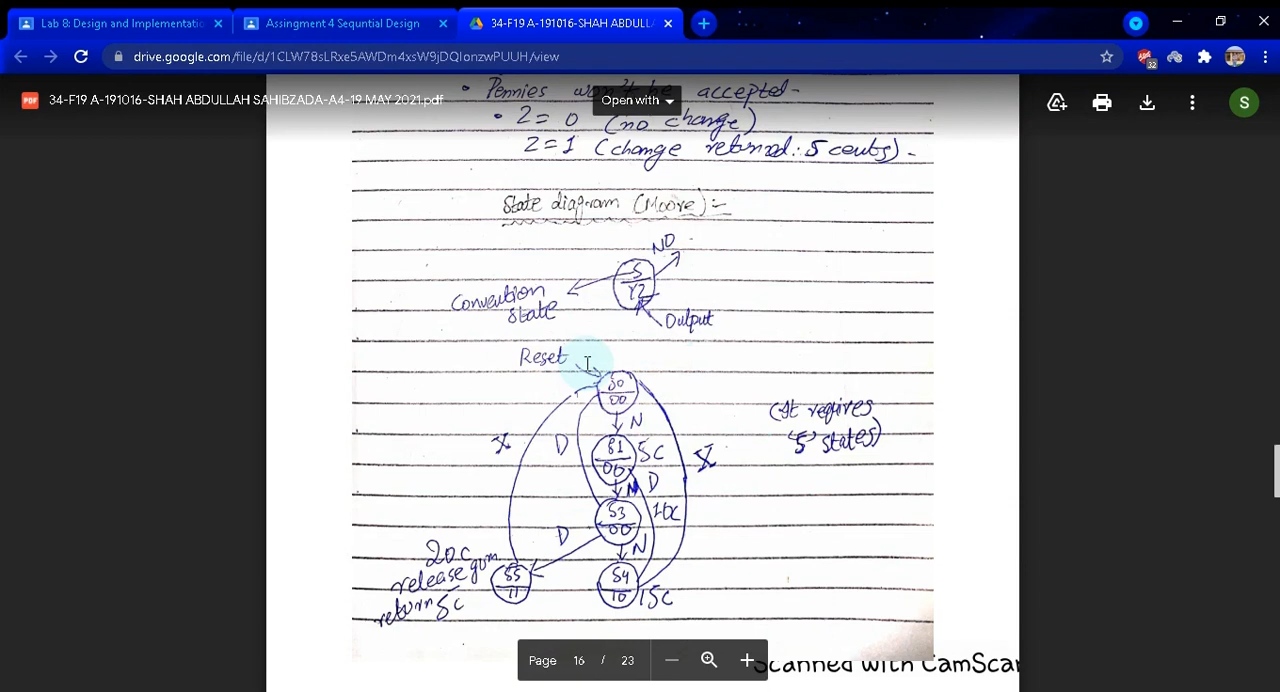 Lab 8: Design and Implementatio
Assingment 4 Sequntial Design
34-F19 A-191016-SHAH ABDULL
drive.google.com/file/d/1CLW78sLRxe5AWDm4xsW9jDQIonzwPUUH/view
32
34-F19 A-191016-SHAH ABDULLAH SAHIBZADA-A4-19 MAY 2021.pdf
Open with
S
• Pennies won't be accepted-
• Z = 0 (no change)
Z = 1 (change returned: 5 cents).
State diagram (Moore):-
ND
S
YZ
Convention
State
Output
Reset
S0
00
N
X
D
S1
00
5C
X
(It requires
'5' states)
N
D
S3
00
10C
D
N
20C
release gum
return 5C
S5
11
S4
10
15C
Page 16 / 23
Scanned with CamScan